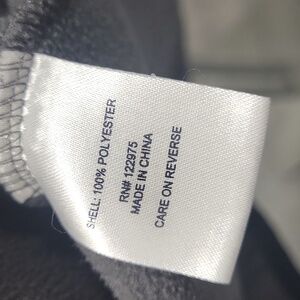 SHELL: 100% POLYESTER
RN# 122975
MADE IN CHINA
CARE ON REVERSE